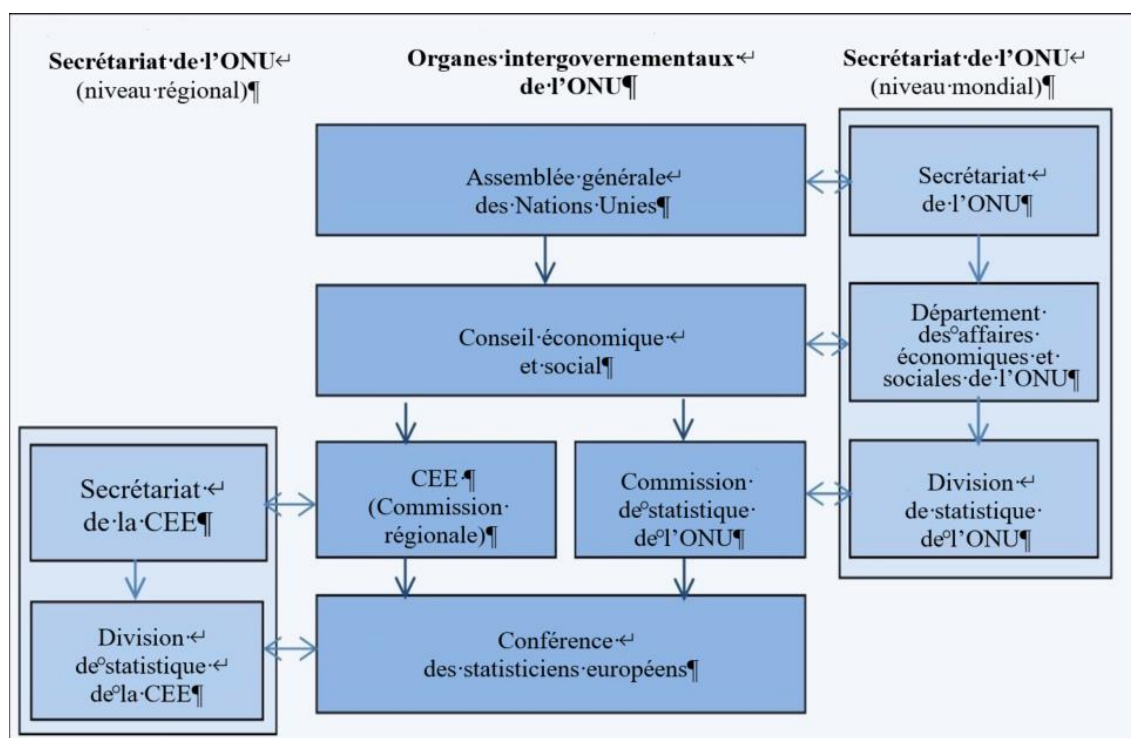 Secrétariat·de·l’ONU↵
(niveau·régional)¶
Organes·intergovernementaux·↵
de·l’ONU¶
Secrétariat·de·l’ONU↵
(niveau·mondial)¶
Assemblée·générale↵
des·Nations·Unies¶
Secrétariat·↵
de·l’ONU¶
Conseil·économique·↵
et·social¶
Département·
des°affaires
économiques·et
sociales·de·l’ONU¶
Secrétariat·↵
de·la·CEE¶
CEE·¶
(Commission·
régionale)¶
Commission
de°statistique
de°l’ONU¶
Division·↵
de·statistique·
de°l’ONU¶
Division·↵
de°statistique·↵
de°la·CEE¶
Conférence·↵
des·statisticiens·européens¶